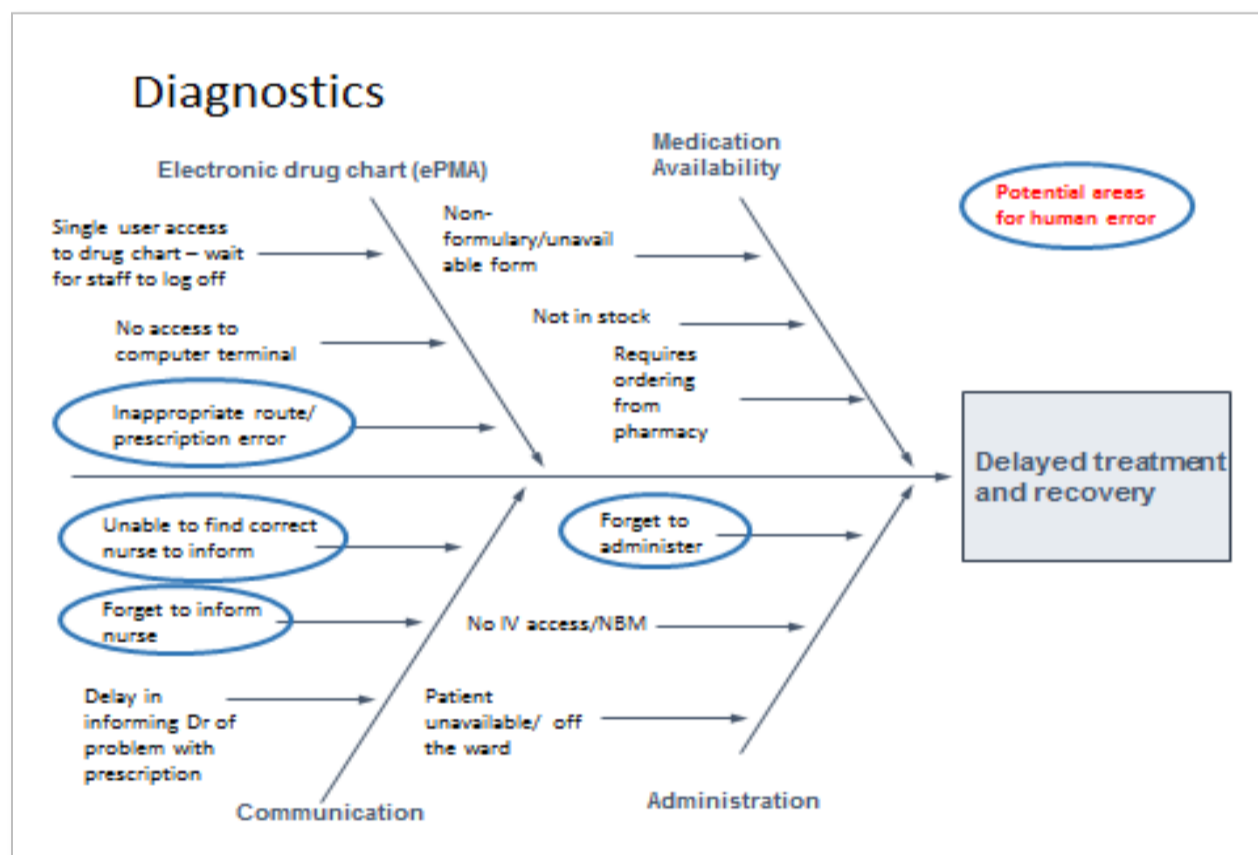 Diagnostics
Electronic drug chart (ePMA)
Medication
Availability
Potential areas
for human error
Single user access
to drug chart – wait
for staff to log off
Non-
formulary/unavail
able form
No access to
computer terminal
Not in stock
Requires
ordering
from
pharmacy
Inappropriate route/
prescription error
Delayed treatment
and recovery
Unable to find correct
nurse to inform
Forget to
administer
Forget to inform
nurse
No IV access/NBM
Delay in
informing Dr of
problem with
prescription
Patient
unavailable/ off
the ward
Communication
Administration